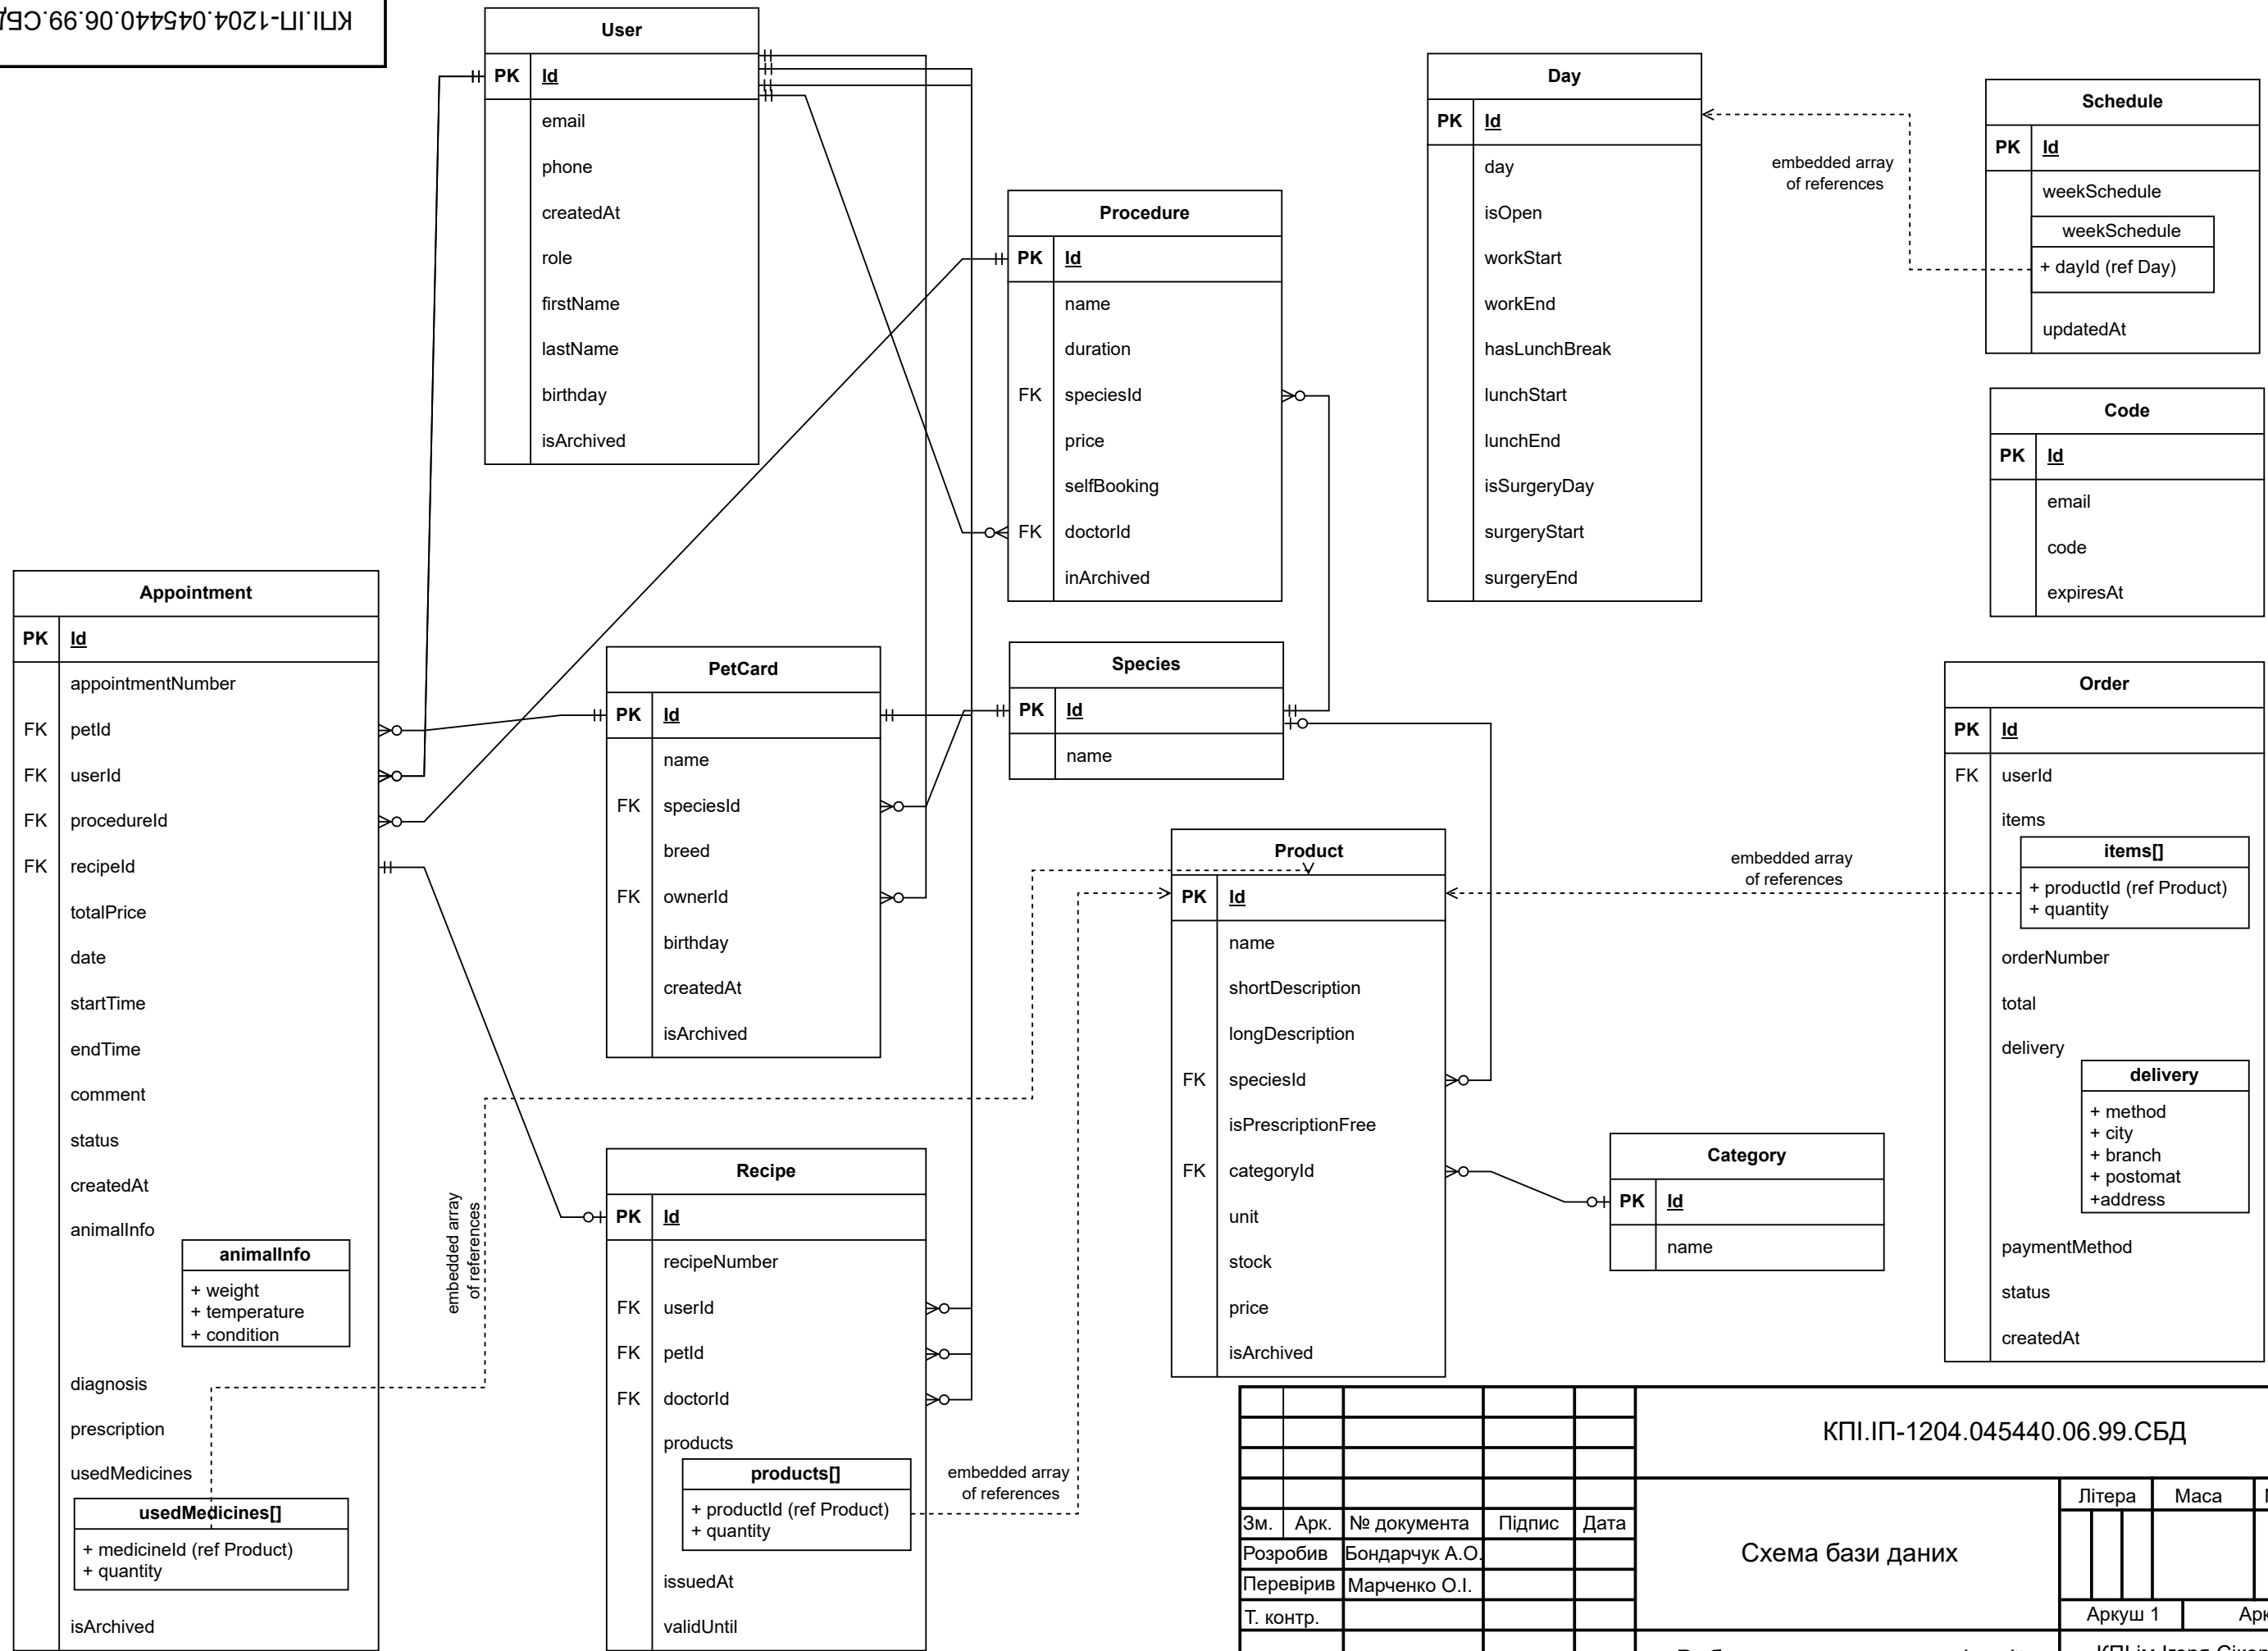 КПІ.ІП-1204.045440.06.99.СБД
User
PK Id
email
phone
createdAt
role
firstName
lastName
birthday
isArchived
Procedure
PK Id
name
duration
FK speciesId
price
selfBooking
FK doctorId
inArchived
Day
PK Id
day
isOpen
workStart
workEnd
hasLunchBreak
lunchStart
lunchEnd
isSurgeryDay
surgeryStart
surgeryEnd
embedded array
of references
Schedule
PK Id
weekSchedule
weekSchedule
+ dayId (ref Day)
updatedAt
Code
PK Id
email
code
expiresAt
Appointment
PK Id
appointmentNumber
FK petId
FK userId
FK procedureId
FK recipeId
totalPrice
date
startTime
endTime
comment
status
createdAt
animalInfo
animalInfo
+ weight
+ temperature
+ condition
diagnosis
prescription
usedMedicines
usedMedicines[]
+ medicineId (ref Product)
+ quantity
isArchived
embedded array
of references
PetCard
PK Id
name
FK speciesId
breed
FK ownerId
birthday
createdAt
isArchived
Species
PK Id
name
Recipe
PK Id
recipeNumber
FK userId
FK petId
FK doctorId
products
products[]
+ productId (ref Product)
+ quantity
issuedAt
validUntil
embedded array
of references
Product
PK Id
name
shortDescription
longDescription
FK speciesId
isPrescriptionFree
FK categoryId
unit
stock
price
isArchived
Category
PK Id
name
embedded array
of references
Order
PK Id
FK userId
items
items[]
+ productId (ref Product)
+ quantity
orderNumber
total
delivery
delivery
+ method
+ city
+ branch
+ postomat
+address
paymentMethod
status
createdAt
КПІ.ІП-1204.045440.06.99.СБД
Зм. Арк. № документа Підпис Дата
Розробив Бондарчук А.О.
Перевірив Марченко О.І.
Т. контр.
Схема бази даних
Літера Маса
Аркуш 1